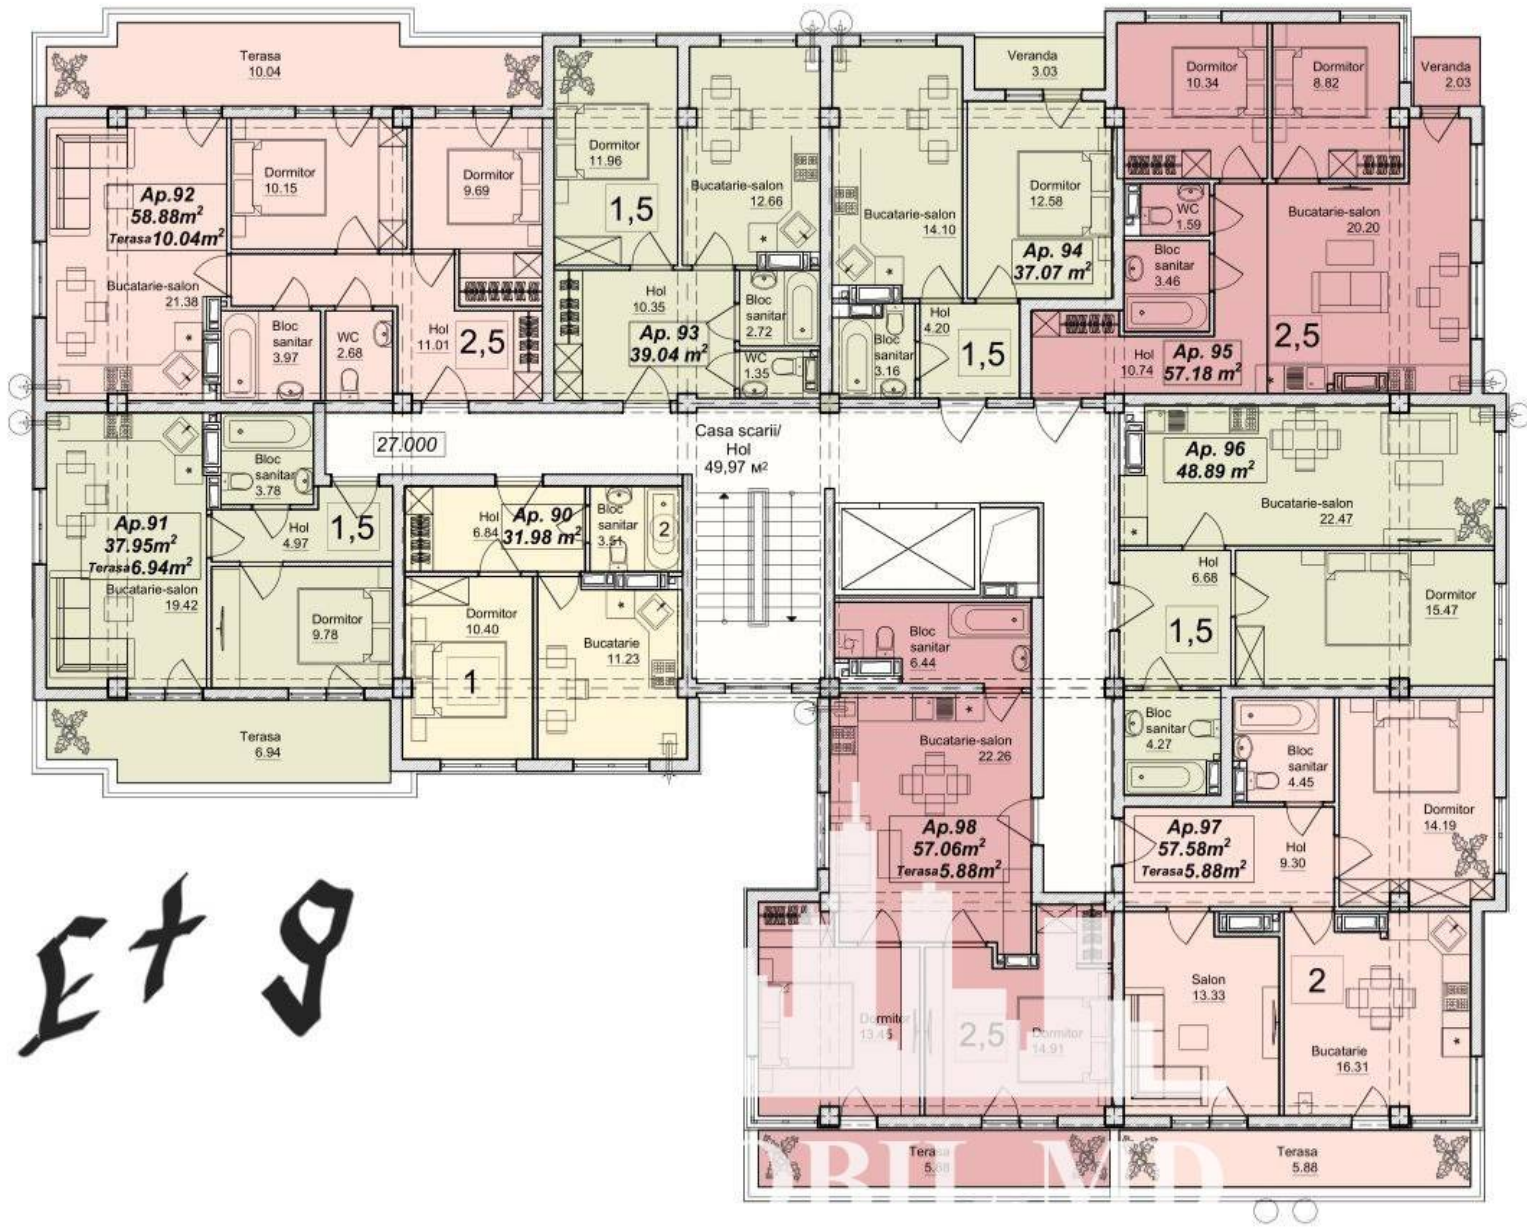 Terasa
10.04
Ap.92
58.88m²
Terasa 10.04m²
Bucatarie-salon
21.38
Dormitor
10.15
Dormitor
9.69
Bloc
sanitar
3.97
WC
2.68
Hol
11.01
2,5
Dormitor
11.96
1,5
Bucatarie-salon
12.66
Hol
10.35
Ap. 93
39.04 m²
Bloc
sanitar
2.72
WC
1.35
Veranda
3.03
Bucatarie-salon
14.10
Dormitor
12.58
Ap. 94
37.07 m²
Hol
4.20
Bloc
sanitar
3.16
1,5
Dormitor
10.34
Dormitor
8.82
Veranda
2.03
WC
1.59
Bloc
sanitar
3.46
Bucatarie-salon
20.20
Hol
10.74
Ap. 95
57.18 m²
2,5
27.000
Casa scarii/
Hol
49,97 м²
Ap.91
37.95m²
Terasa 6.94m²
Bucatarie-salon
19.42
Bloc
sanitar
3.78
Hol
4.97
1,5
Dormitor
9.78
Terasa
6.94
Hol
6.84
Ap. 90
31.98 m²
Bloc
sanitar
3.51
2
Dormitor
10.40
1
Bucatarie
11.23
Ap. 96
48.89 m²
Bucatarie-salon
22.47
Hol
6.68
1,5
Dormitor
15.47
Bloc
sanitar
4.27
Bloc
sanitar
6.44
Bucatarie-salon
22.26
Ap.98
57.06m²
Terasa 5.88m²
Dormitor
13.45
2,5
Dormitor
14.91
Terasa
5.88
Bloc
sanitar
4.45
Dormitor
14.19
Ap.97
57.58m²
Terasa 5.88m²
Hol
9.30
Salon
13.33
2
Bucatarie
16.31
Terasa
5.88
Et 9
OBIL.MD